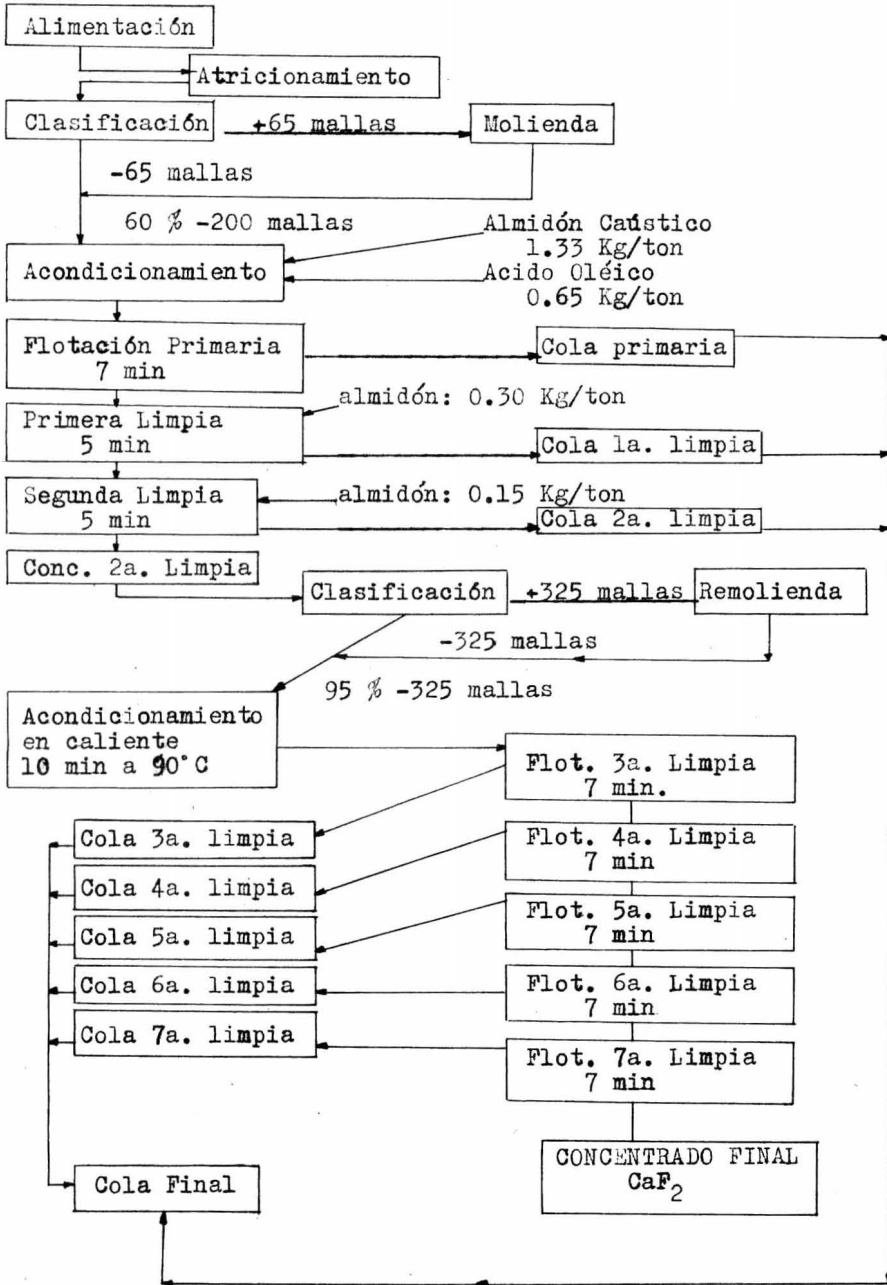 Alimentación
Atricionamiento
Clasificación
+65 mallas
Molienda
-65 mallas
60 % -200 mallas
Almidón Caústico
1.33 Kg/ton
Acondicionamiento
Acido Oléico
0.65 Kg/ton
Flotación Primaria
7 min
Cola primaria
almidón: 0.30 Kg/ton
Primera Limpia
5 min
Cola 1a. limpia
Segunda Limpia
5 min
almidón: 0.15 Kg/ton
Cola 2a. limpia
Conc. 2a. Limpia
Clasificación
+325 mallas
Remolienda
-325 mallas
95 % -325 mallas
Acondicionamiento
en caliente
10 min a 90°C
Flot. 3a. Limpia
7 min.
Cola 3a. limpia
Flot. 4a. Limpia
7 min
Cola 4a. limpia
Flot. 5a. Limpia
7 min
Cola 5a. limpia
Flot. 6a. Limpia
7 min
Cola 6a. limpia
Flot. 7a. Limpia
7 min
Cola 7a. limpia
CONCENTRADO FINAL
CaF2
Cola Final